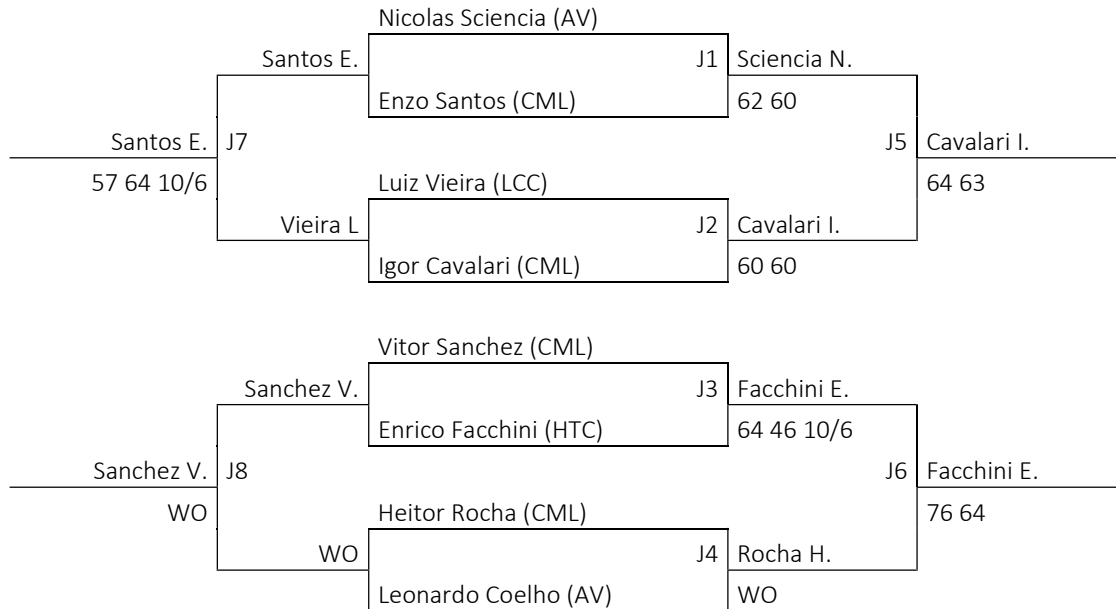 Nicolas Sciencia (AV)
Santos E.
J1
Sciencia N.
Enzo Santos (CML)
62 60
Santos E.
J7
J5
Cavalari I.
57 64 10/6
Luiz Vieira (LCC)
64 63
Vieira L
J2
Cavalari I.
Igor Cavalari (CML)
60 60
Vitor Sanchez (CML)
Sanchez V.
J3
Facchini E.
Enrico Facchini (HTC)
64 46 10/6
Sanchez V.
J8
J6
Facchini E.
WO
Heitor Rocha (CML)
76 64
WO
J4
Rocha H.
Leonardo Coelho (AV)
WO